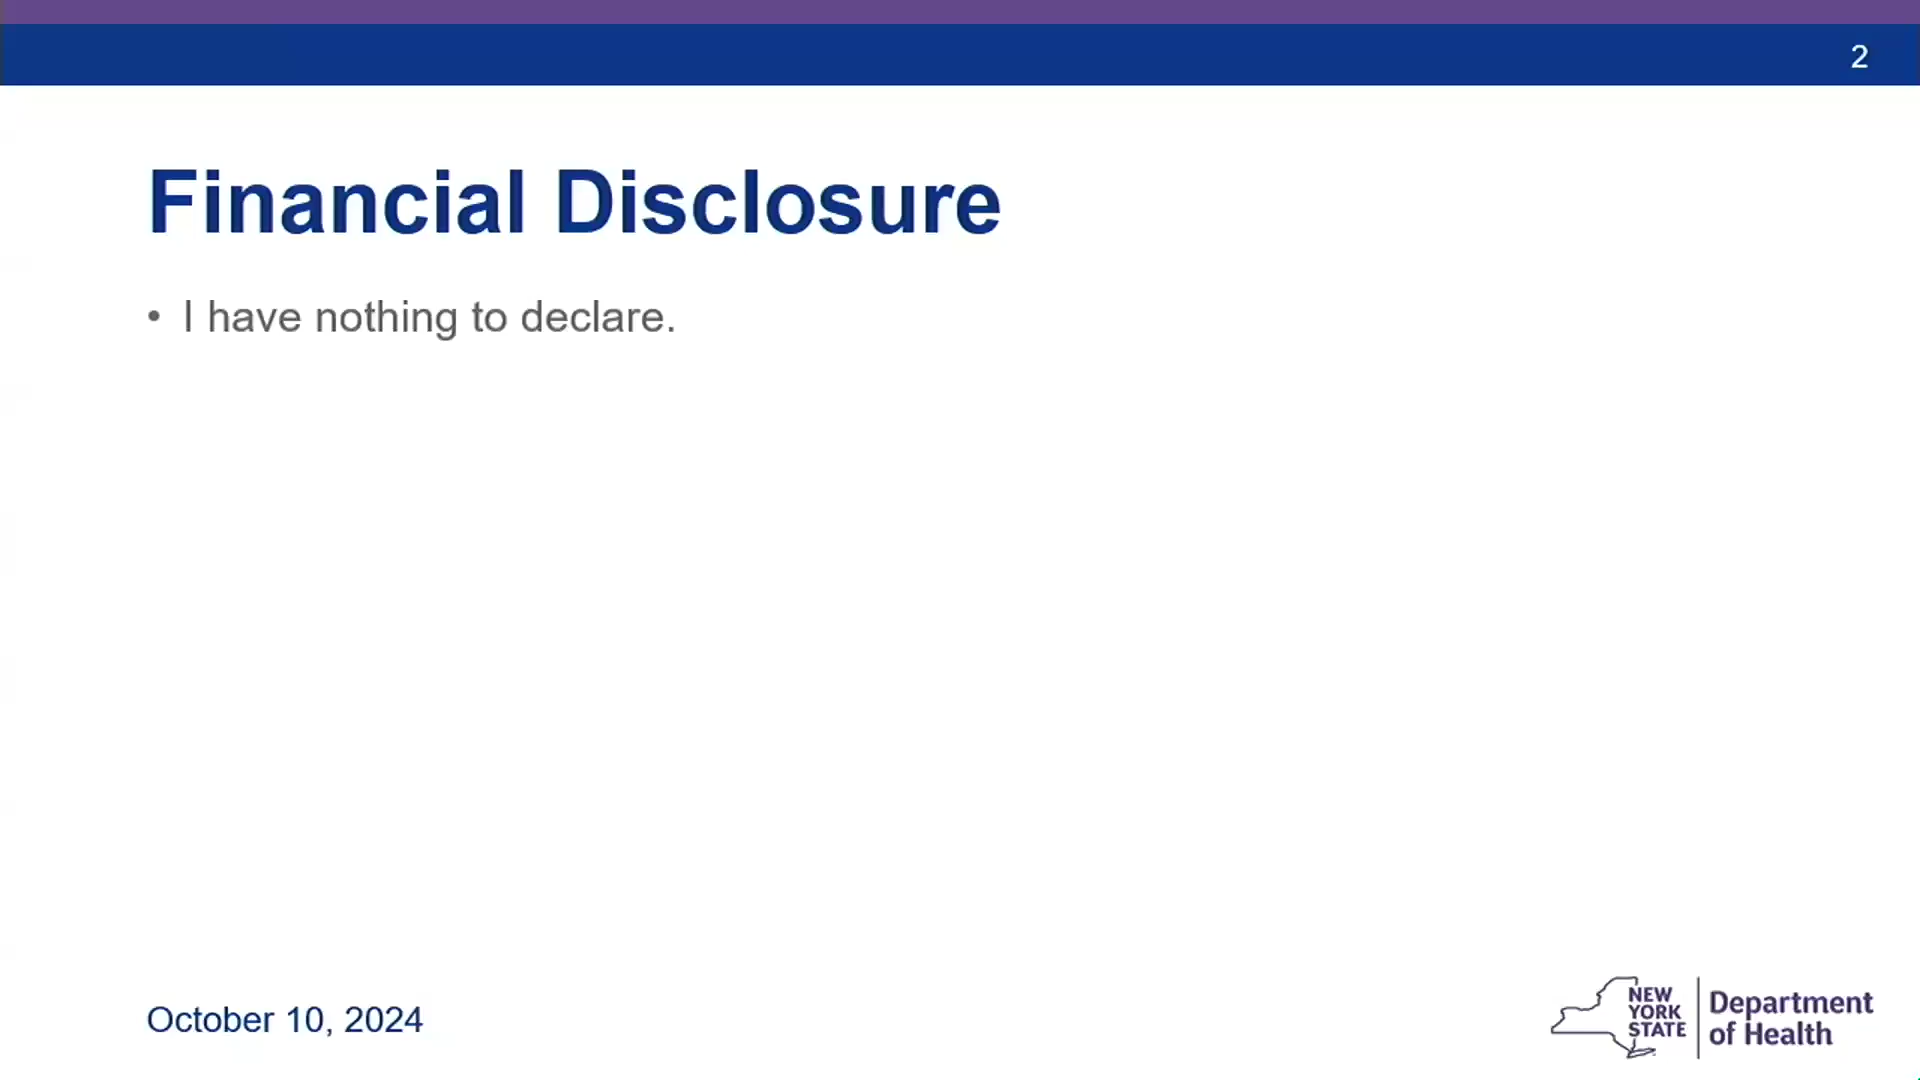 2
Financial Disclosure
• I have nothing to declare.
October 10, 2024
NEW
YORK
STATE
Department
of Health